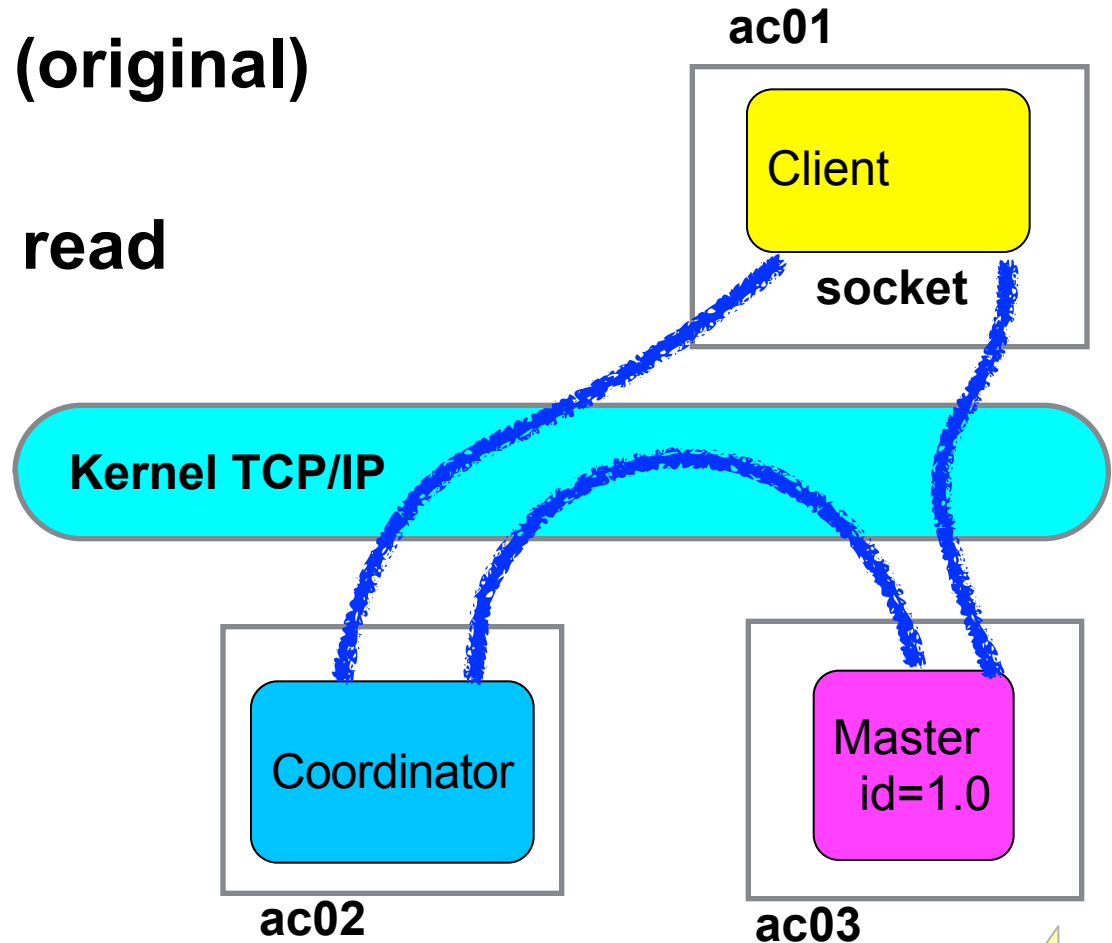 (original)
ac01
Client
read
socket
Kernel TCP/IP
Coordinator
Master
id=1.0
ac02
ac03